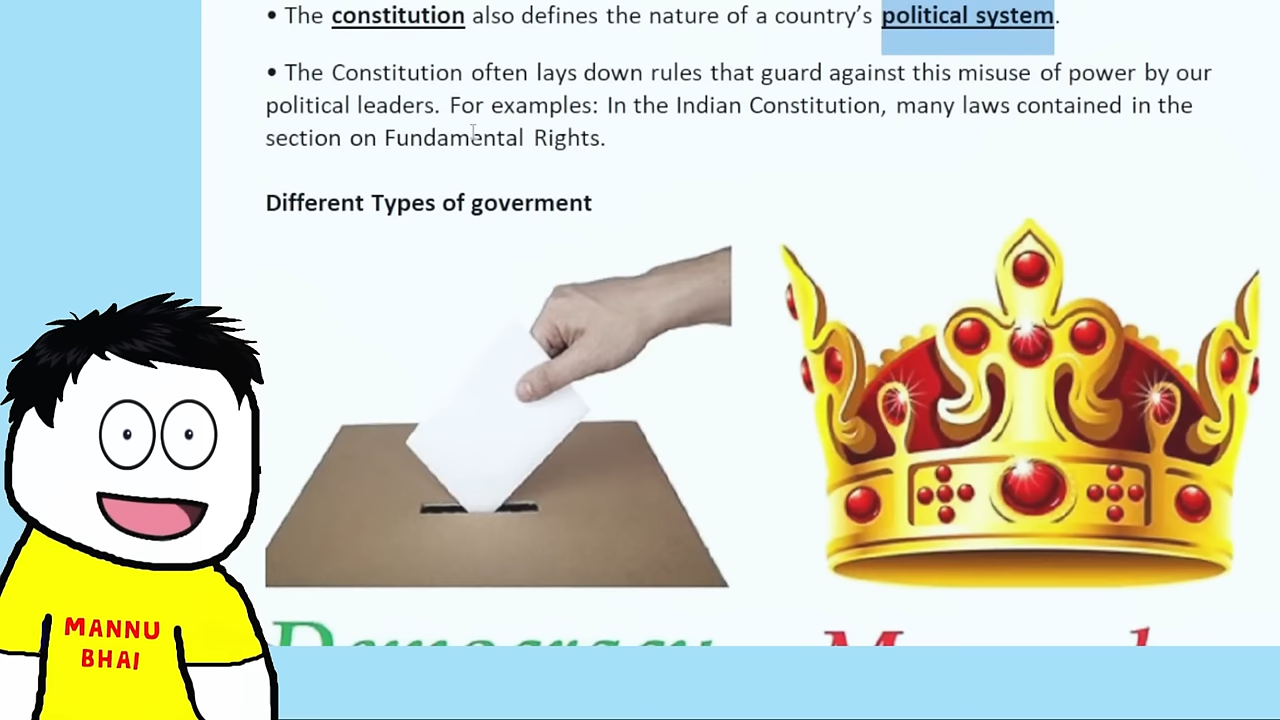 • The constitution also defines the nature of a country’s political system.
• The Constitution often lays down rules that guard against this misuse of power by our
political leaders. For examples: In the Indian Constitution, many laws contained in the
section on Fundamental Rights.
Different Types of goverment
Democracy
MANNU
BHAI